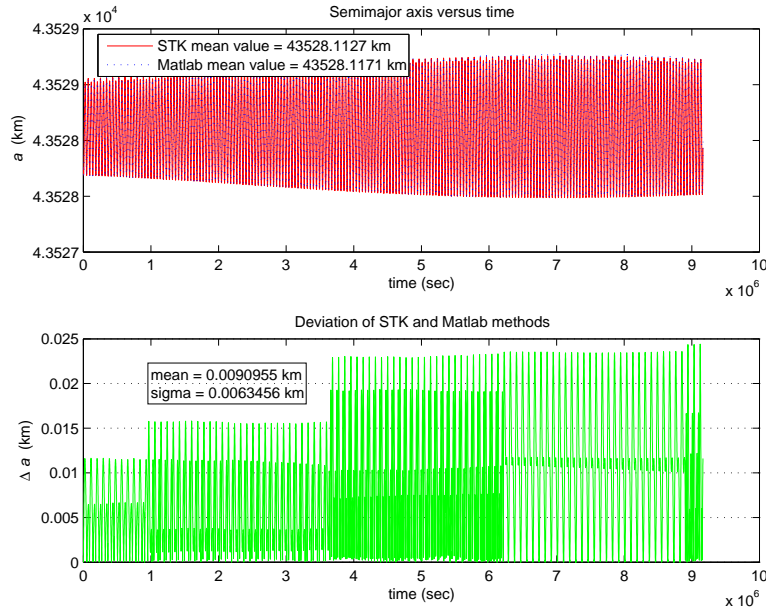 Semimajor axis versus time
x 10^4
STK mean value = 43528.1127 km
Matlab mean value = 43528.1171 km
4.3529
4.3529
4.3528
4.3528
4.3527
a (km)
0 1 2 3 4 5 6 7 8 9 10
time (sec)
x 10^6
Deviation of STK and Matlab methods
mean = 0.0090955 km
sigma = 0.0063456 km
0.025
0.02
0.015
0.01
0.005
0
Δ a (km)
0 1 2 3 4 5 6 7 8 9 10
time (sec)
x 10^6